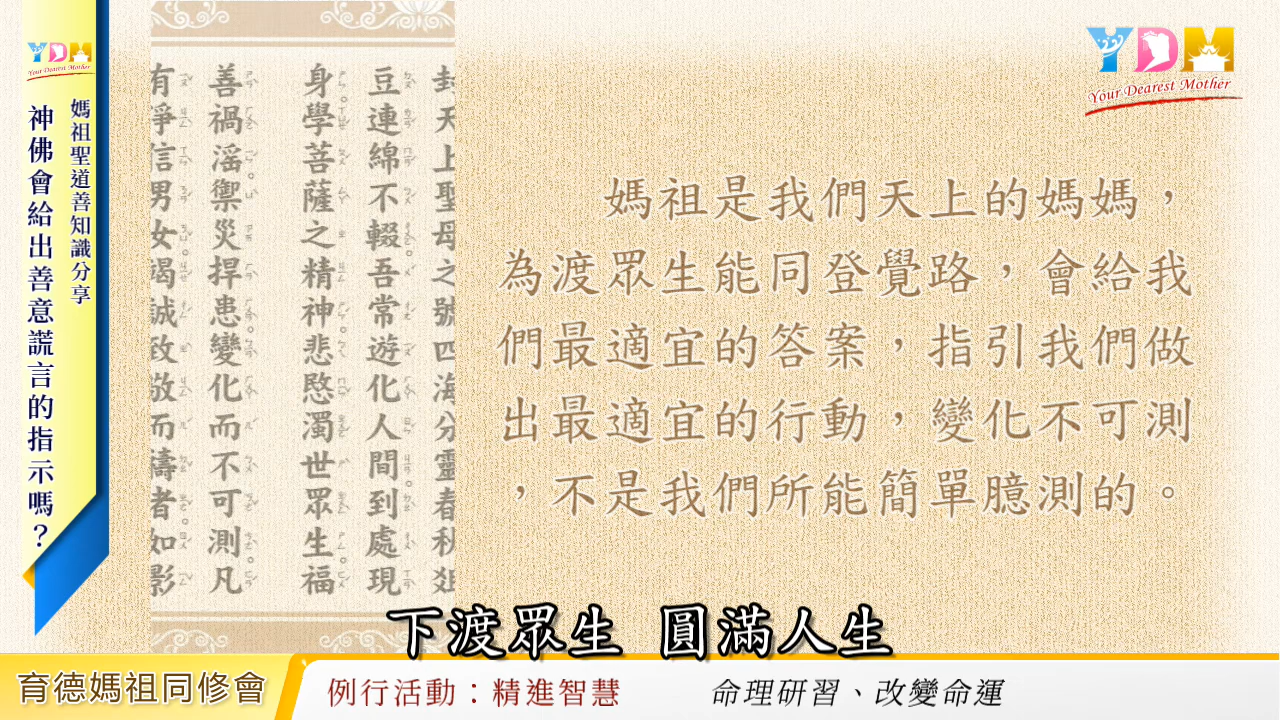 YDM
Your Dearest Mother
媽祖聖道善知識分享
神佛會給出善意謊言的指示嗎？
YDM
Your Dearest Mother
封天上聖母之號四海分靈春秋俎
豆連綿不輟。吾常遊化人間。到處現
身。學菩薩之精神。悲愍濁世眾生。福
善禍淫。禦災捍患。變化而不可測。凡
有淨信男女。竭誠致敬而禱者。如影
媽祖是我們天上的媽媽，
為渡眾生能同登覺路，會給我
們最適宜的答案，指引我們做
出最適宜的行動，變化不可測
，不是我們所能簡單臆測的。
下渡眾生 圓滿人生
育德媽祖同修會
例行活動：精進智慧
命理研習、改變命運